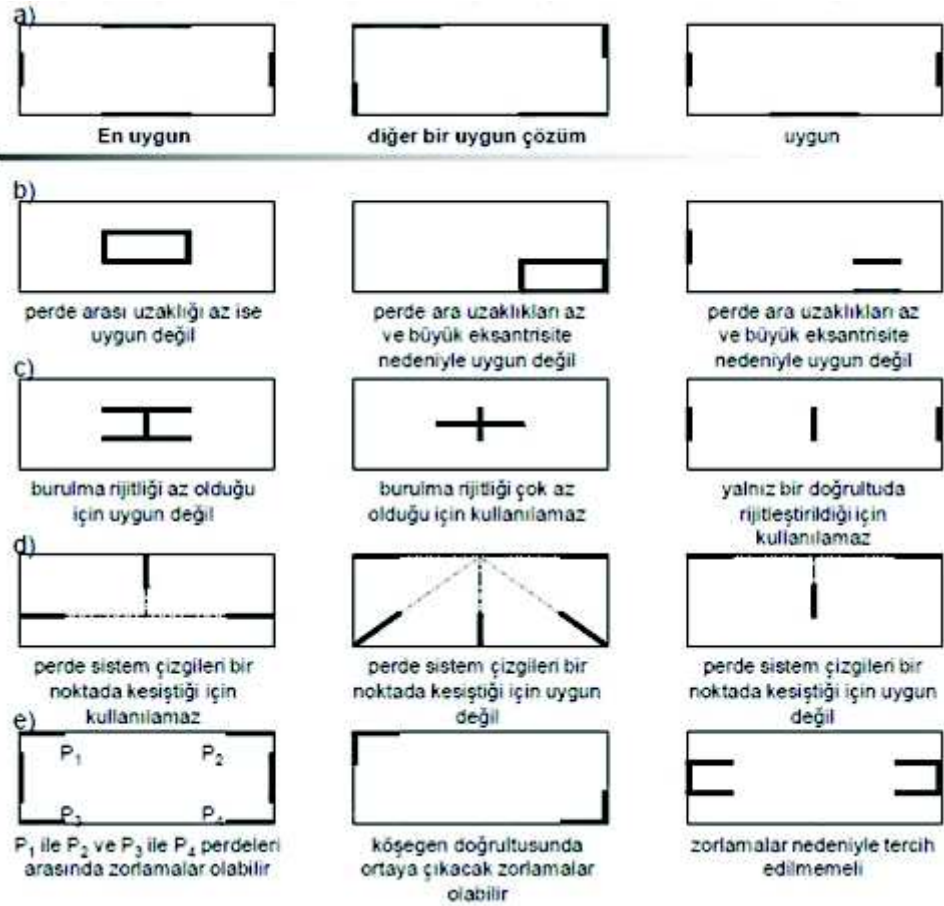 a)
En uygun
diğer bir uygun çözüm
uygun
b)
perde arası uzaklığı az ise
uygun değil
perde ara uzaklıkları az
ve büyük eksantrisite
nedeniyle uygun değil
perde ara uzaklıkları az
ve büyük eksantrisite
nedeniyle uygun değil
c)
burulma rijitliği az olduğu
için uygun değil
burulma rijitliği çok az
olduğu için kullanılamaz
yalnız bir doğrultuda
rijitleştirildiği için
kullanılamaz
d)
perde sistem çizgileri bir
noktada kesiştiği için
kullanılamaz
perde sistem çizgileri bir
noktada kesiştiği için uygun
değil
perde sistem çizgileri bir
noktada kesiştiği için uygun
değil
e)
P₁ P₂
P₃ P₄
P₁ ile P₂ ve P₃ ile P₄ perdeleri
arasında zorlamalar olabilir
köşegen doğrultusunda
ortaya çıkacak zorlamalar
olabilir
zorlamalar nedeniyle tercih
edilmemeli